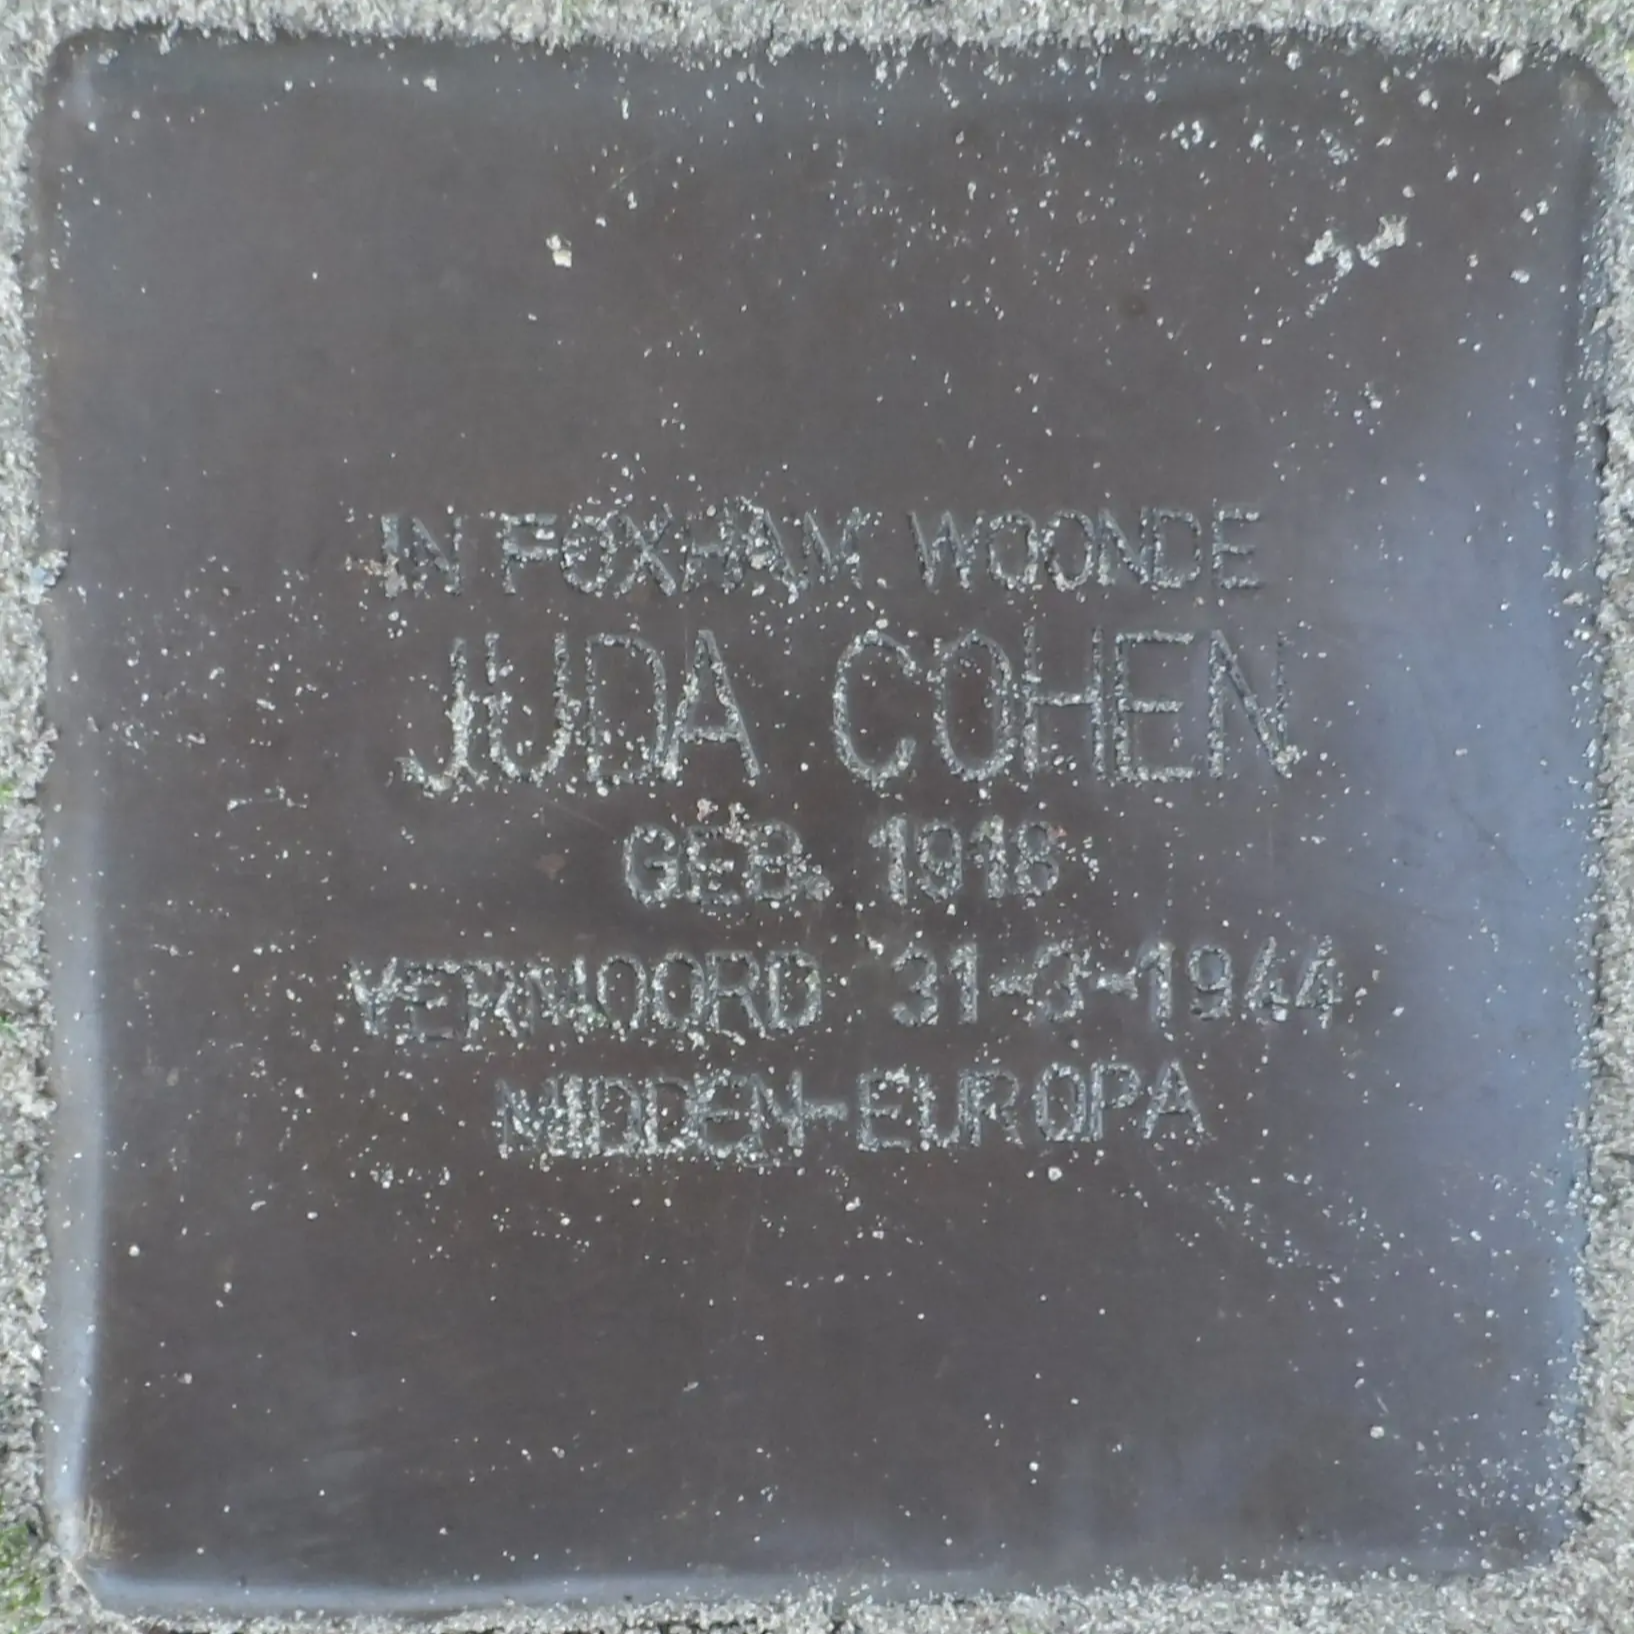 IN FOXHAM WOONDE
JUDA COHEN
GEB. 1918
VERMOORD 31-3-1944
MIDDEN-EUROPA